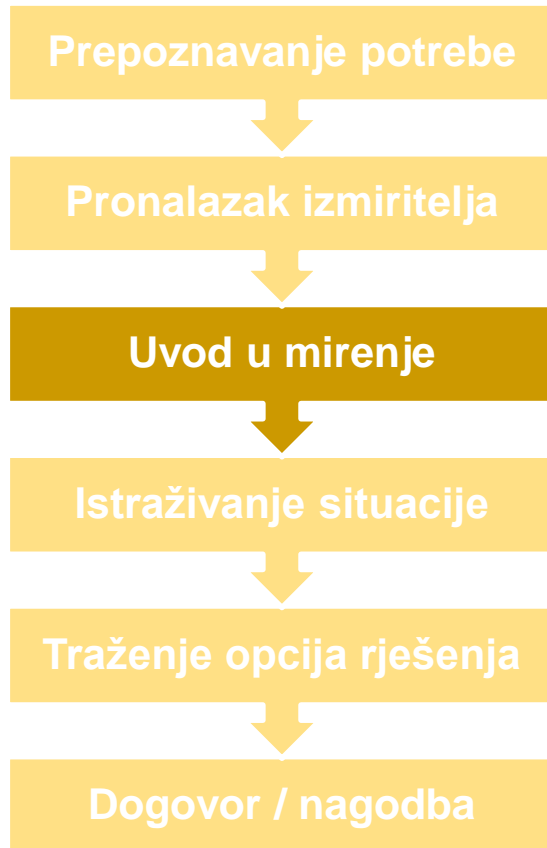 Prepoznavanje potrebe
Pronalazak izmiritelja
Uvod u mirenje
Istraživanje situacije
Traženje opcija rješenja
Dogovor / nagodba